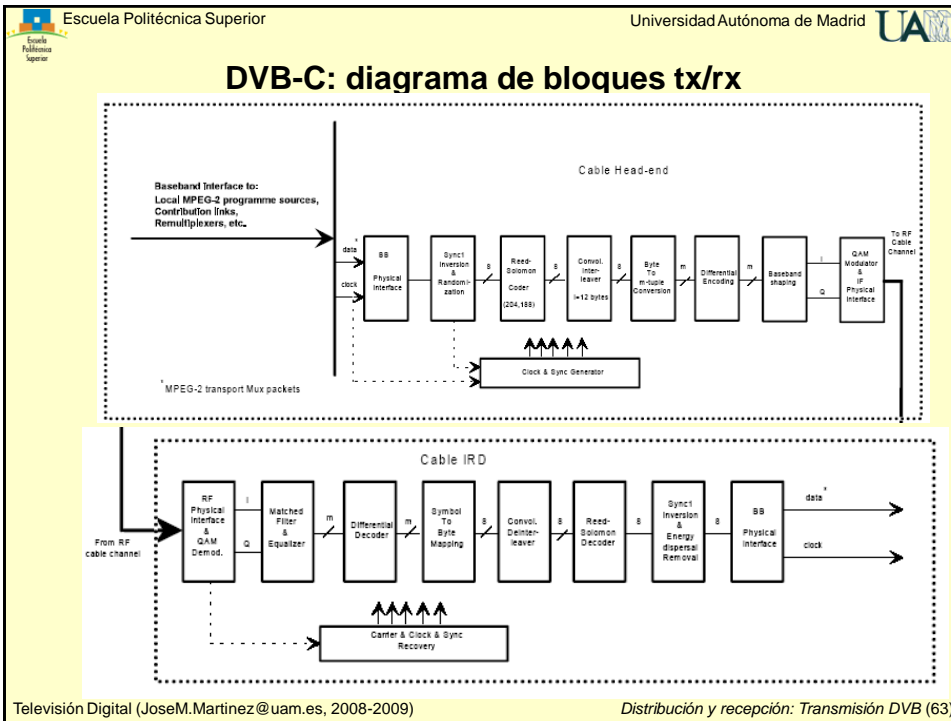 Escuela Politécnica Superior
Universidad Autónoma de Madrid
UAM
Escuela
Politécnica
Superior
DVB-C: diagrama de bloques tx/rx
Cable Head-end
Baseband Interface to:
Local MPEG-2 programme sources,
Contribution links,
Remultiplexers, etc.
data*
clock
BB
Physical
Interface
Sync1
Inversion
&
Randomi-
zation
8
Reed-
Solomon
Coder
(204,188)
8
Convol.
Inter-
leaver
I=12 bytes
8
Byte
To
m-tuple
Conversion
m
Differential
Encoding
m
Baseband
shaping
I
Q
QAM
Modulator
&
IF
Physical
Interface
To RF
Cable
Channel
Clock & Sync Generator
*MPEG-2 transport Mux packets
Cable IRD
From RF
cable channel
RF
Physical
Interface
&
QAM
Demod.
I
Q
Matched
Filter
&
Equalizer
m
Differential
Decoder
m
Symbol
To
Byte
Mapping
8
Convol.
Deinter-
leaver
8
Reed-
Solomon
Decoder
8
Sync1
Inversion
&
Energy
dispersal
Removal
8
BB
Physical
Interface
data*
clock
Carrier & Clock & Sync
Recovery
Televisión Digital (JoseM.Martinez@uam.es, 2008-2009)
Distribución y recepción: Transmisión DVB (63)